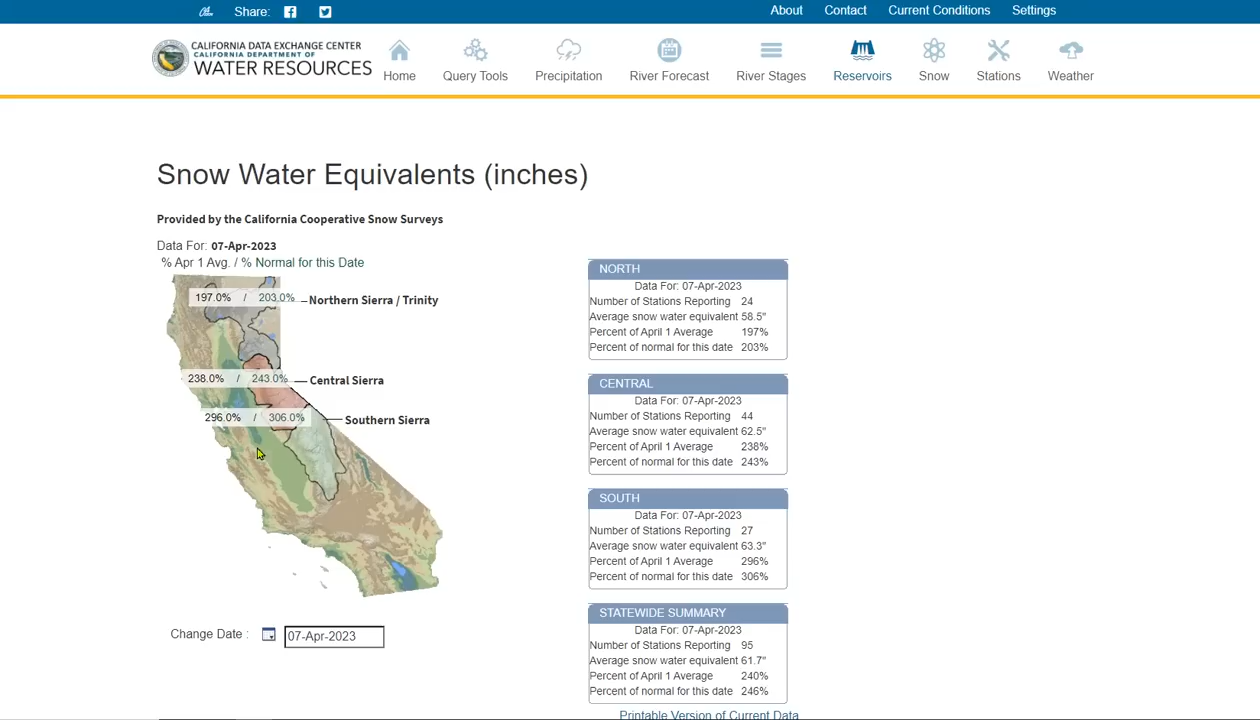 Share:
About Contact Current Conditions Settings
CALIFORNIA DATA EXCHANGE CENTER
CALIFORNIA DEPARTMENT OF
WATER RESOURCES
Home Query Tools Precipitation River Forecast River Stages Reservoirs Snow Stations Weather
Snow Water Equivalents (inches)
Provided by the California Cooperative Snow Surveys
Data For: 07-Apr-2023
% Apr 1 Avg. / % Normal for this Date
197.0% / 203.0% Northern Sierra / Trinity
238.0% / 243.0% Central Sierra
296.0% / 306.0% Southern Sierra
Change Date : 07-Apr-2023
NORTH
Data For: 07-Apr-2023
Number of Stations Reporting 24
Average snow water equivalent 58.5"
Percent of April 1 Average 197%
Percent of normal for this date 203%
CENTRAL
Data For: 07-Apr-2023
Number of Stations Reporting 44
Average snow water equivalent 62.5"
Percent of April 1 Average 238%
Percent of normal for this date 243%
SOUTH
Data For: 07-Apr-2023
Number of Stations Reporting 27
Average snow water equivalent 63.3"
Percent of April 1 Average 296%
Percent of normal for this date 306%
STATEWIDE SUMMARY
Data For: 07-Apr-2023
Number of Stations Reporting 95
Average snow water equivalent 61.7"
Percent of April 1 Average 240%
Percent of normal for this date 246%
Printable Version of Current Data